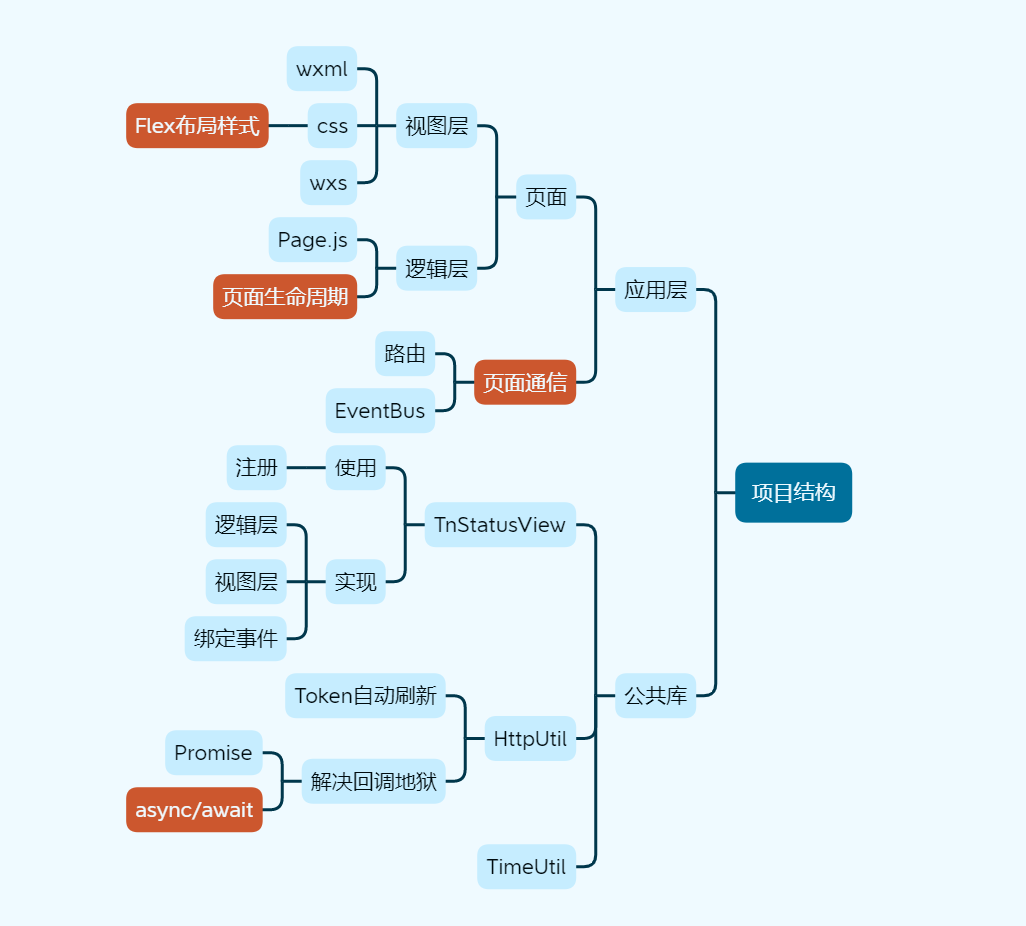 wxml
Flex布局样式
css
视图层
wxs
页面
Page.js
逻辑层
页面生命周期
应用层
路由
页面通信
EventBus
注册
使用
项目结构
逻辑层
TnStatusView
视图层
实现
绑定事件
Token自动刷新
公共库
HttpUtil
Promise
解决回调地狱
async/await
TimeUtil